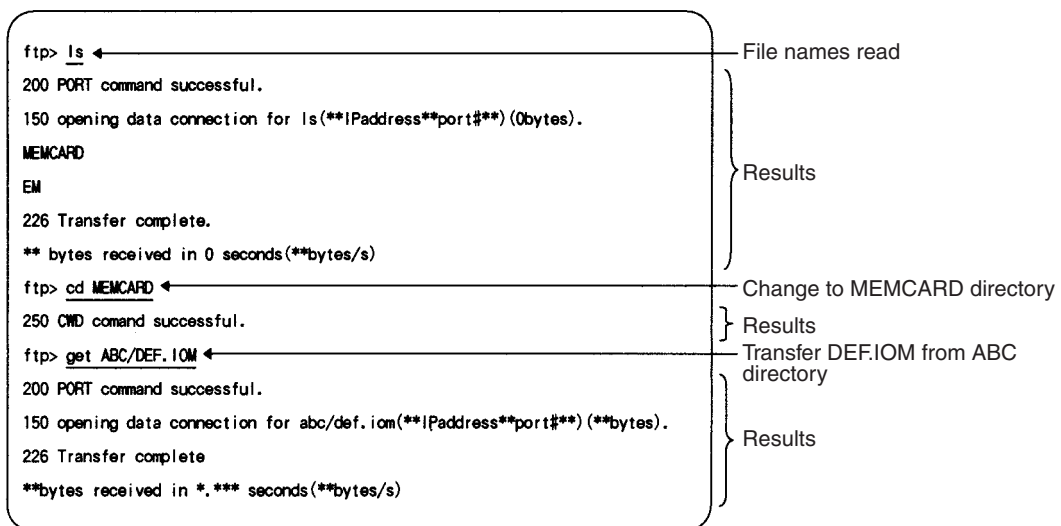 ftp> ls
File names read
200 PORT command successful.
150 opening data connection for ls(**IPaddress**port#**)(0bytes).
MEMCARD
EM
226 Transfer complete.
** bytes received in 0 seconds(**bytes/s)
Results
ftp> cd MEMCARD
Change to MEMCARD directory
250 CWD comand successful.
Results
ftp> get ABC/DEF.IOM
Transfer DEF.IOM from ABC
directory
200 PORT command successful.
150 opening data connection for abc/def.iom(**IPaddress**port#**)(**bytes).
226 Transfer complete
**bytes received in *.*** seconds(**bytes/s)
Results